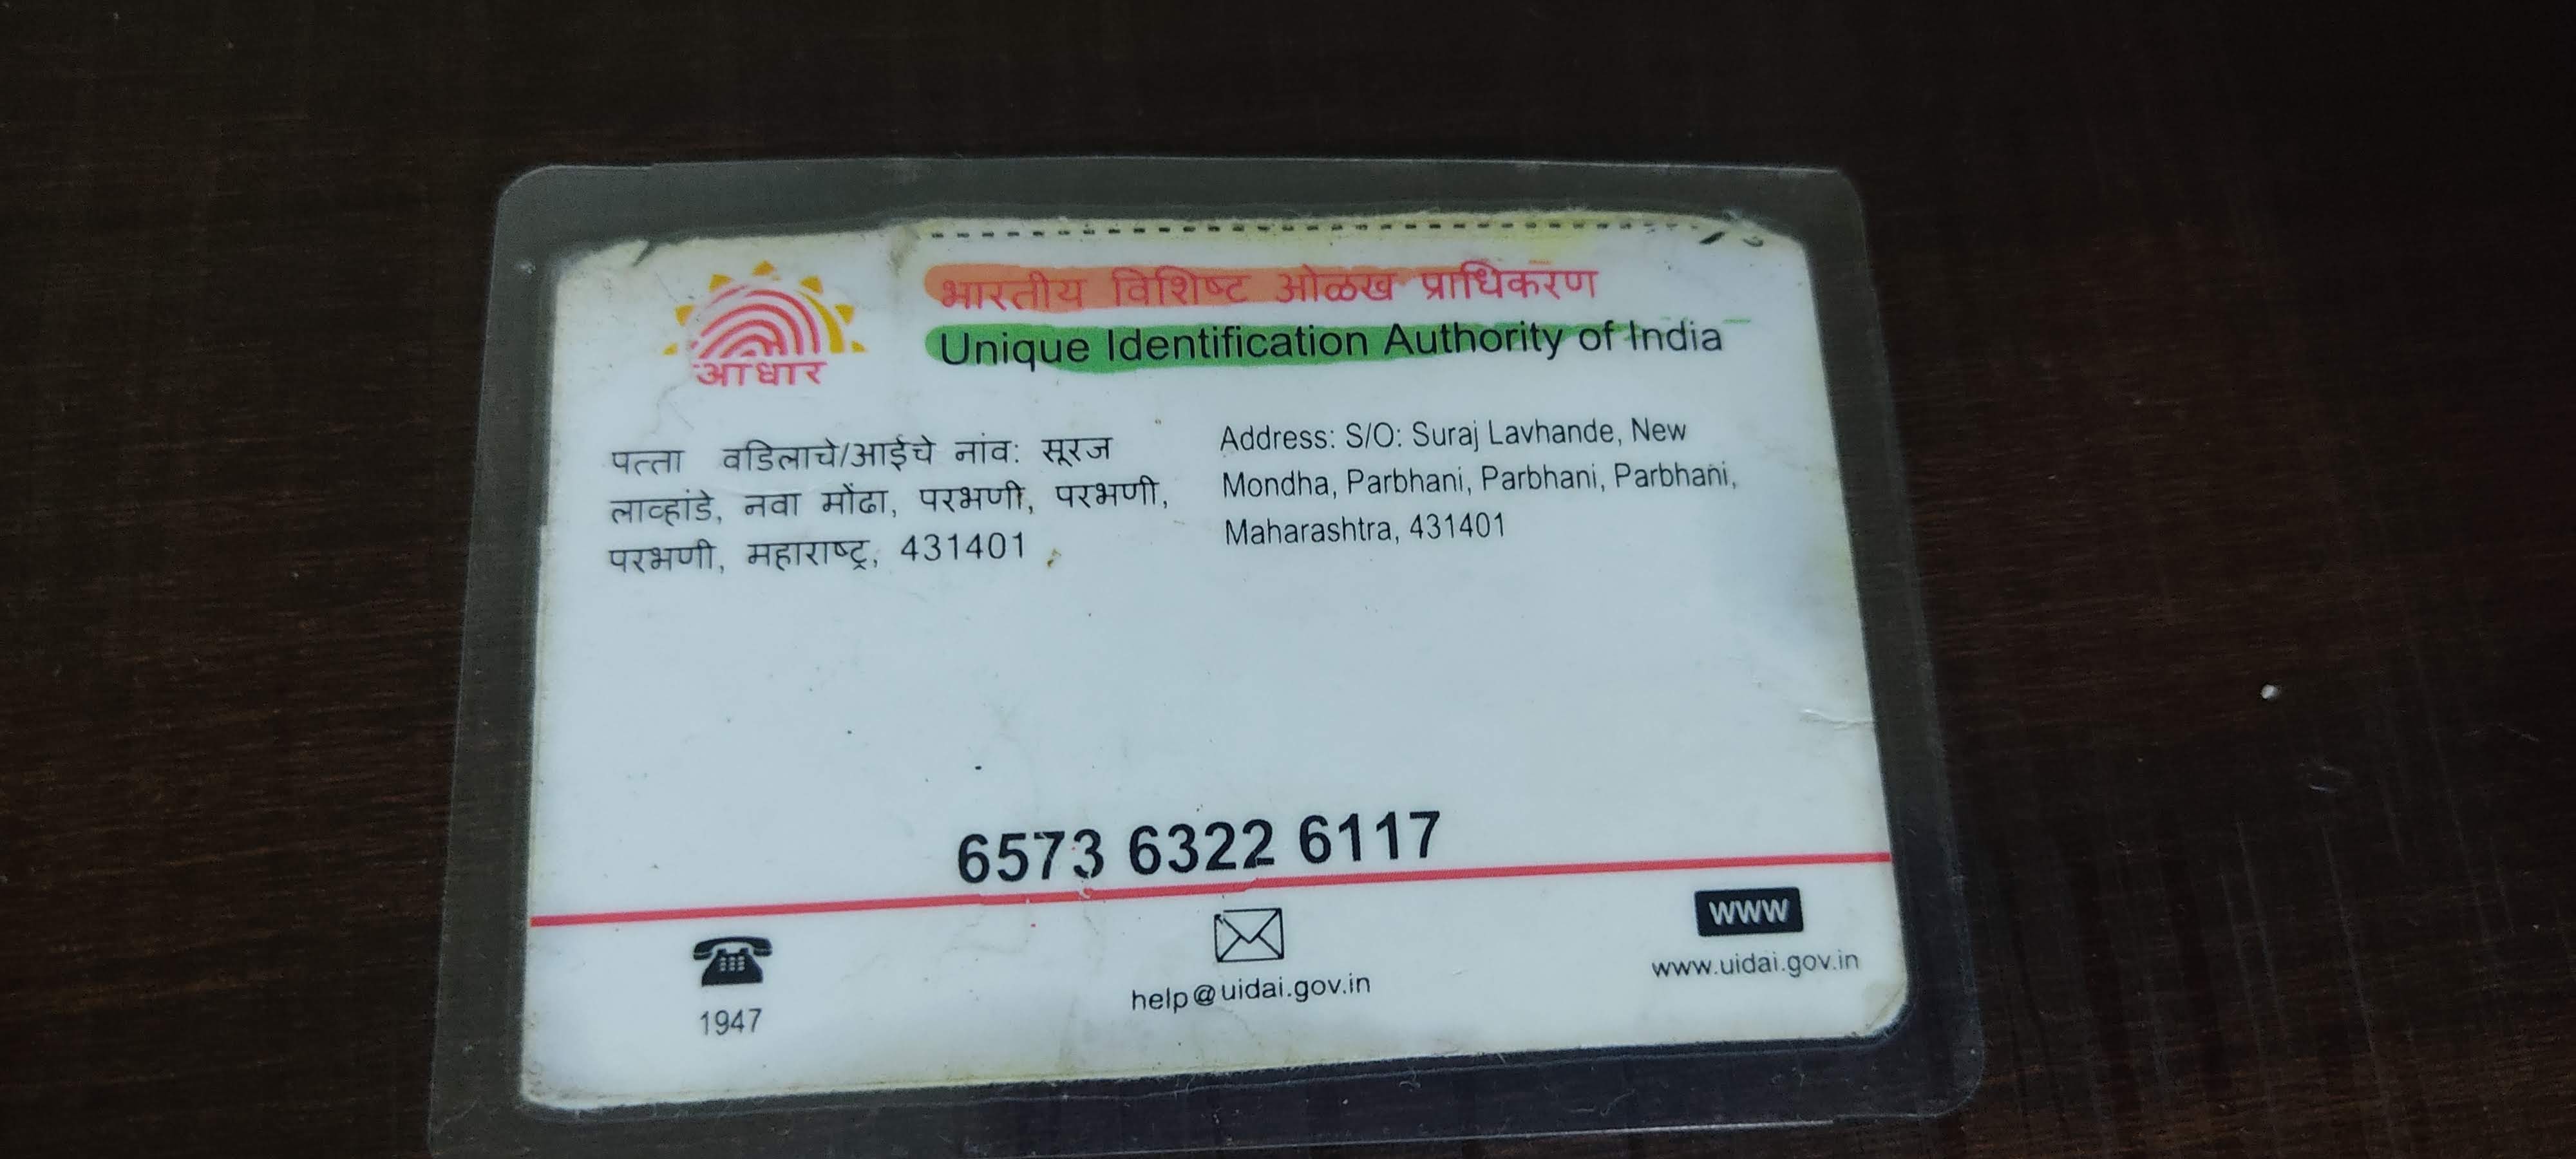 आधार
भारतीय विशिष्ट ओळख प्राधिकरण
Unique Identification Authority of India
पत्ता वडिलाचे/आईचे नांव: सूरज
लाव्हांडे, नवा मोंढा, परभणी, परभणी,
परभणी, महाराष्ट्र, 431401
Address: S/O: Suraj Lavhande, New
Mondha, Parbhani, Parbhani, Parbhani,
Maharashtra, 431401
6573 6322 6117
1947
help@uidai.gov.in
WWW
www.uidai.gov.in